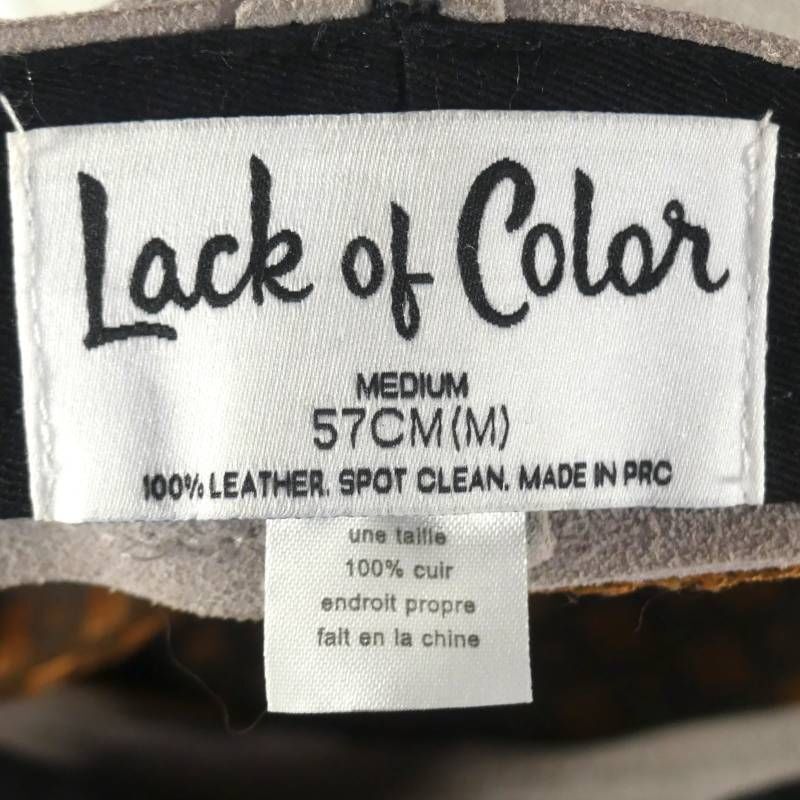 Lack of Color
MEDIUM
57CM(M)
100% LEATHER. SPOT CLEAN. MADE IN PRC
une taille
100% cuir
endroit propre
fait en la chine